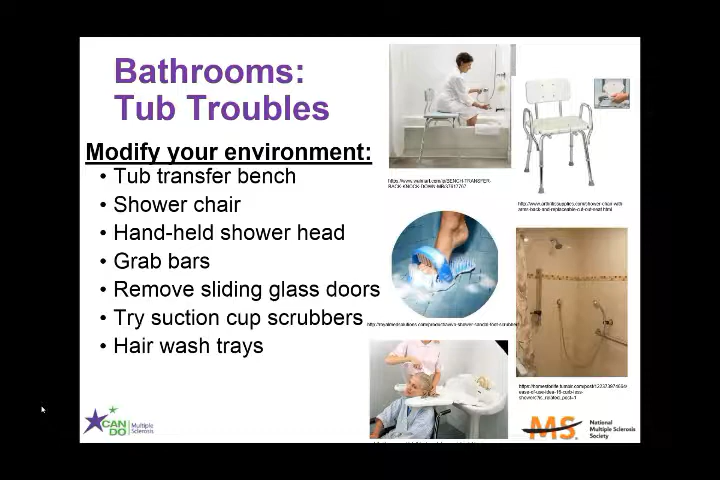 Bathrooms:
Tub Troubles
Modify your environment:
• Tub transfer bench
• Shower chair
• Hand-held shower head
• Grab bars
• Remove sliding glass doors
• Try suction cup scrubbers
• Hair wash trays
CAN
DO
Multiple
Sclerosis
MS
National
Multiple Sclerosis
Society